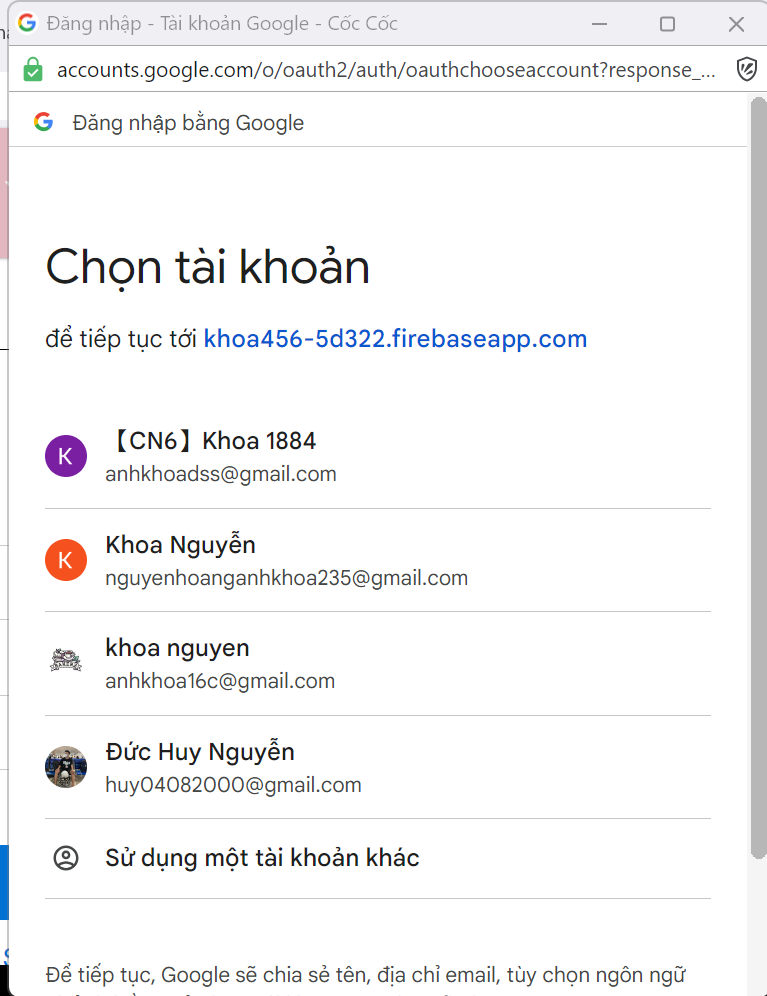 Đăng nhập - Tài khoản Google - Cốc Cốc
accounts.google.com/o/oauth2/auth/oauthchooseaccount?response_...
Đăng nhập bằng Google
Chọn tài khoản
để tiếp tục tới khoa456-5d322.firebaseapp.com
K
【CN6】Khoa 1884
anhkhoadss@gmail.com
K
Khoa Nguyễn
nguyenhoanganhkhoa235@gmail.com
khoa nguyen
anhkhoa16c@gmail.com
Đức Huy Nguyễn
huy04082000@gmail.com
Sử dụng một tài khoản khác
Để tiếp tục, Google sẽ chia sẻ tên, địa chỉ email, tùy chọn ngôn ngữ